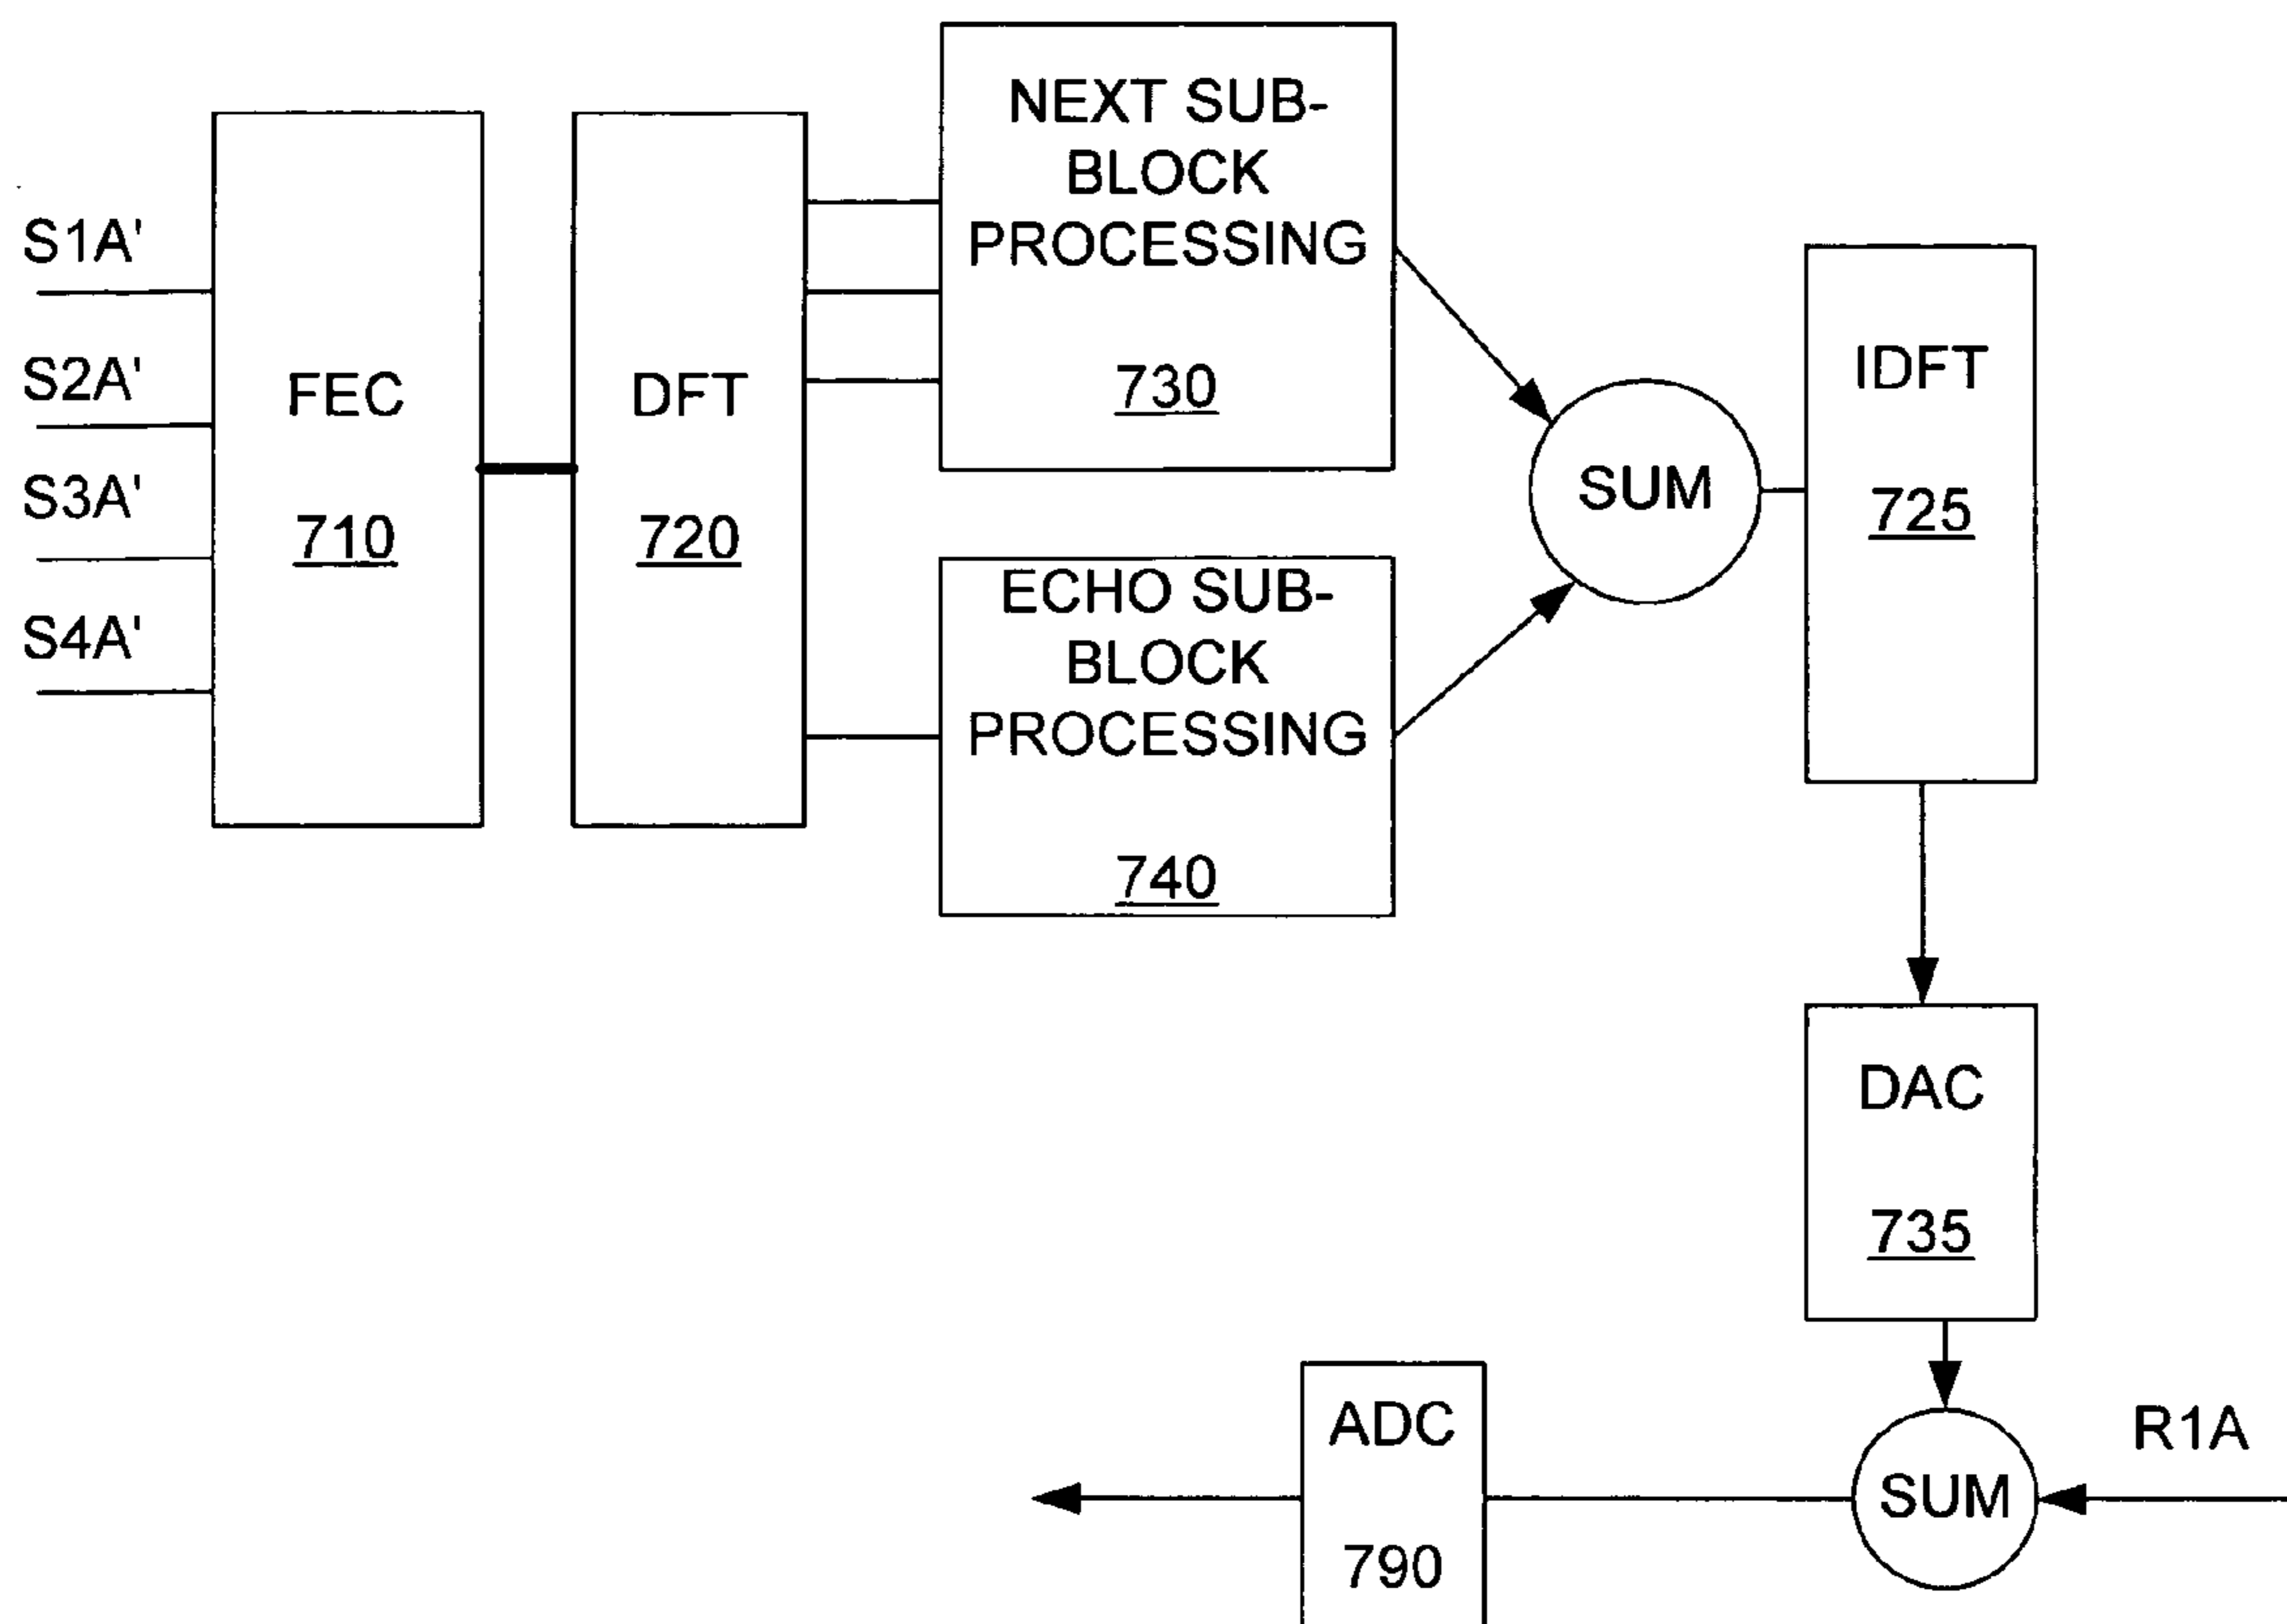 S1A'
S2A'
S3A'
S4A'
FEC
710
DFT
720
NEXT SUB-
BLOCK
PROCESSING
730
ECHO SUB-
BLOCK
PROCESSING
740
SUM
IDFT
725
DAC
735
R1A
SUM
ADC
790